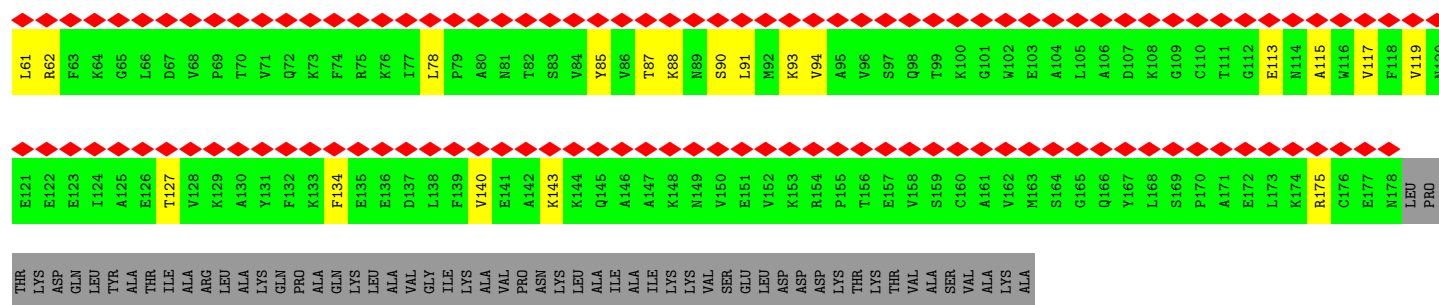 L61 R62 F63 K64 G65 L66 D67 V68 P69 T70 V71 Q72 K73 F74 R75 K76 I77 L78 P79 A80 N81 T82 S83 V84 Y85 V86 T87 K88 N89 S90 L91 M92 K93 V94 A95 V96 S97 Q98 T99 K100 G101 W102 E103 A104 L105 A106 D107 K108 G109 C110 T111 G112 E113 N114 A115 W116 V117 F118 V119
E121 E122 E123 I124 A125 E126 T127 V128 K129 A130 Y131 F132 K133 F134 E135 E136 D137 L138 F139 V140 E141 A142 K143 K144 Q145 A146 A147 K148 N149 V150 E151 V152 K153 R154 P155 T156 E157 V158 S159 C160 A161 V162 M163 S164 G165 Q166 Y167 L168 S169 P170 A171 E172 L173 K174 R175 C176 E177 N178 LEU PRO
THR LYS ASP GLN LEU TYR ALA THR ILE ALA ARG LEU ALA LYS GLN PRO ALA GLN LYS LEU ALA VAL GLY ILE LYS ALA VAL PRO ASN LYS LEU ALA ILE ALA ILE LYS LYS VAL SER GLU LEU ASP ASP ASP LYS THR LYS THR VAL ALA SER VAL ALA LYS ALA